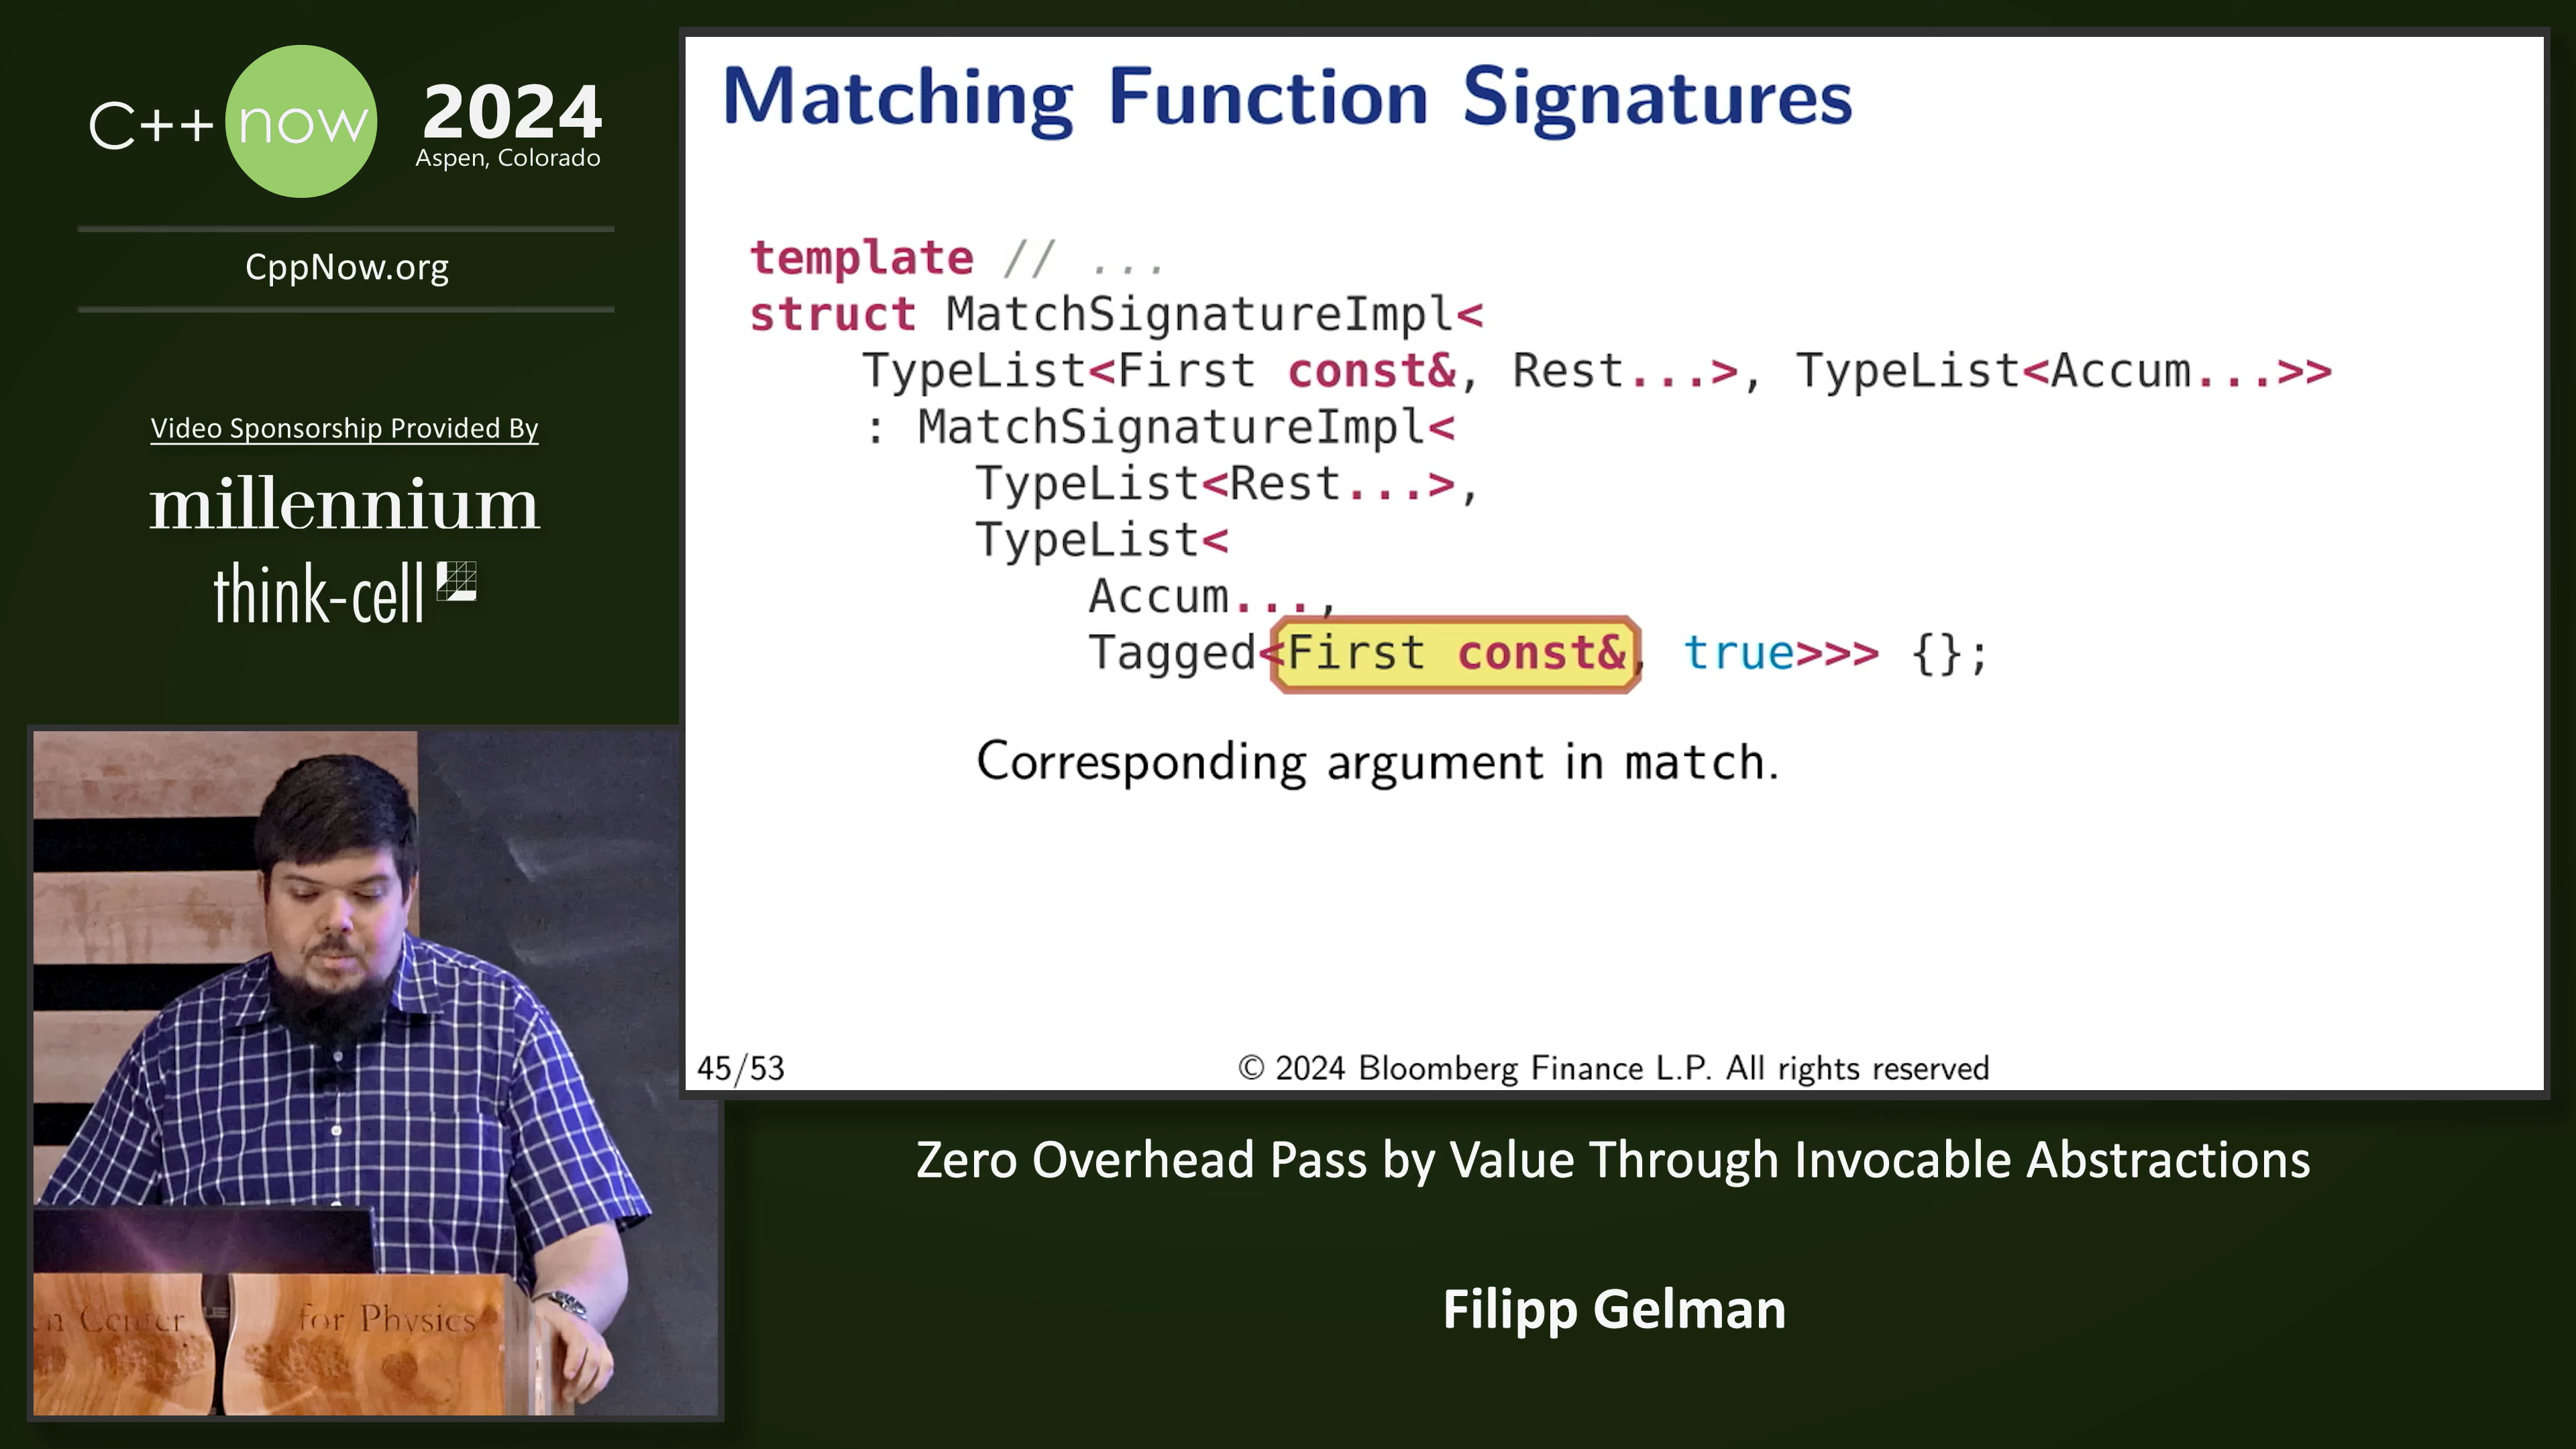 C++ now 2024
Aspen, Colorado
CppNow.org
Video Sponsorship Provided By
millennium
think-cell
Matching Function Signatures
template // ...
struct MatchSignatureImpl<
TypeList<First const&, Rest...>, TypeList<Accum...>>
: MatchSignatureImpl<
TypeList<Rest...>,
TypeList<
Accum...,
Tagged<First const&, true>>> {};
Corresponding argument in match.
45/53
© 2024 Bloomberg Finance L.P. All rights reserved
Center for Physics
Zero Overhead Pass by Value Through Invocable Abstractions
Filipp Gelman